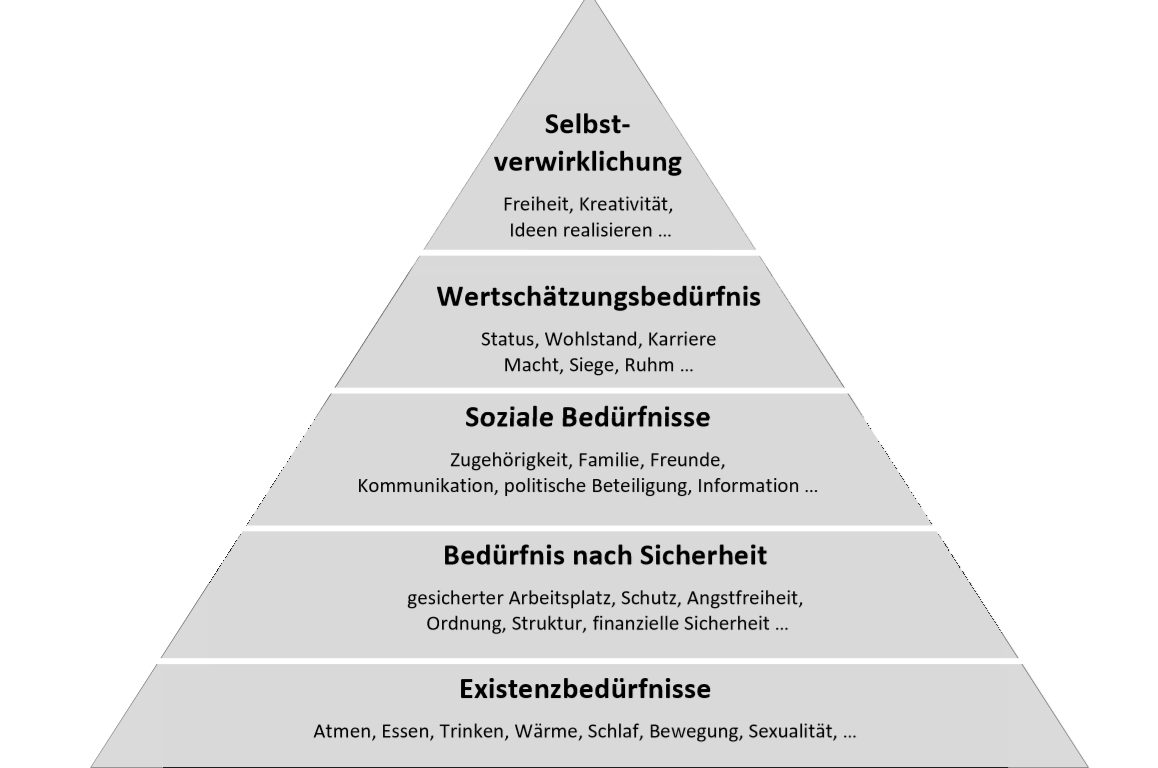 Selbst-
verwirklichung
Freiheit, Kreativität,
Ideen realisieren ...
Wertschätzungsbedürfnis
Status, Wohlstand, Karriere
Macht, Siege, Ruhm ...
Soziale Bedürfnisse
Zugehörigkeit, Familie, Freunde,
Kommunikation, politische Beteiligung, Information ...
Bedürfnis nach Sicherheit
gesicherter Arbeitsplatz, Schutz, Angstfreiheit,
Ordnung, Struktur, finanzielle Sicherheit ...
Existenzbedürfnisse
Atmen, Essen, Trinken, Wärme, Schlaf, Bewegung, Sexualität, ...